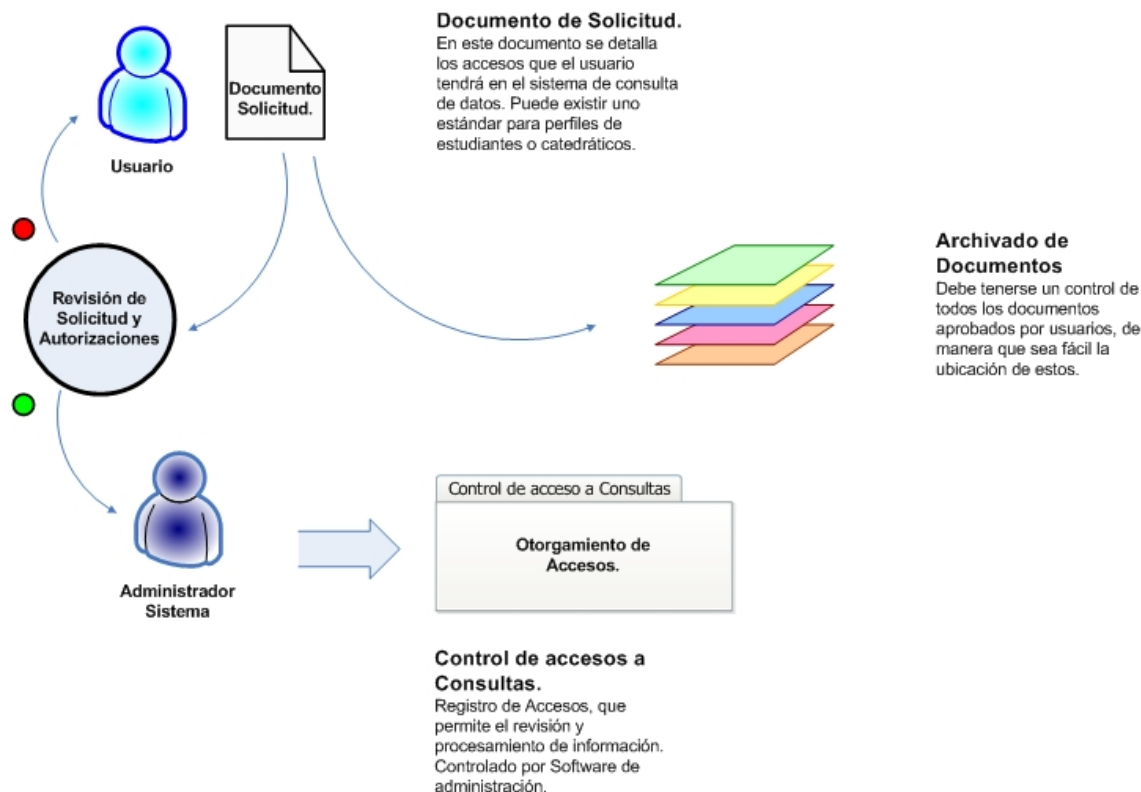 Documento de Solicitud.
En este documento se detalla
los accesos que el usuario
tendrá en el sistema de consulta
de datos. Puede existir uno
estándar para perfiles de
estudiantes o catedráticos.
Documento
Solicitud.
Usuario
Archivado de
Documentos
Debe tenerse un control de
todos los documentos
aprobados por usuarios, de
manera que sea fácil la
ubicación de estos.
Revisión de
Solicitud y
Autorizaciones
Administrador
Sistema
Control de acceso a Consultas
Otorgamiento de
Accesos.
Control de accesos a
Consultas.
Registro de Accesos, que
permite el revisión y
procesamiento de información.
Controlado por Software de
administración.